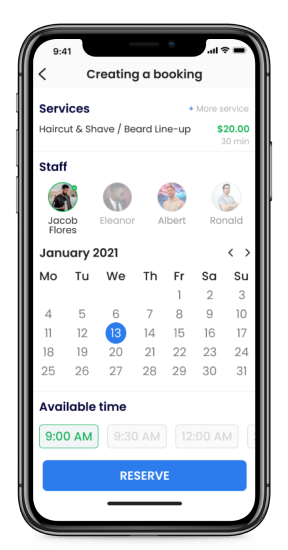 9:41
Creating a booking
Services + More service
Haircut & Shave / Beard Line-up $20.00
30 min
Staff
Jacob Flores Eleanor Albert Ronald
January 2021 < >
Mo Tu We Th Fr Sa Su
1 2 3
4 5 6 7 8 9 10
11 12 13 14 15 16 17
18 19 20 21 22 23 24
25 26 27 28 29 30 31
Available time
9:00 AM 9:30 AM 12:00 AM
RESERVE